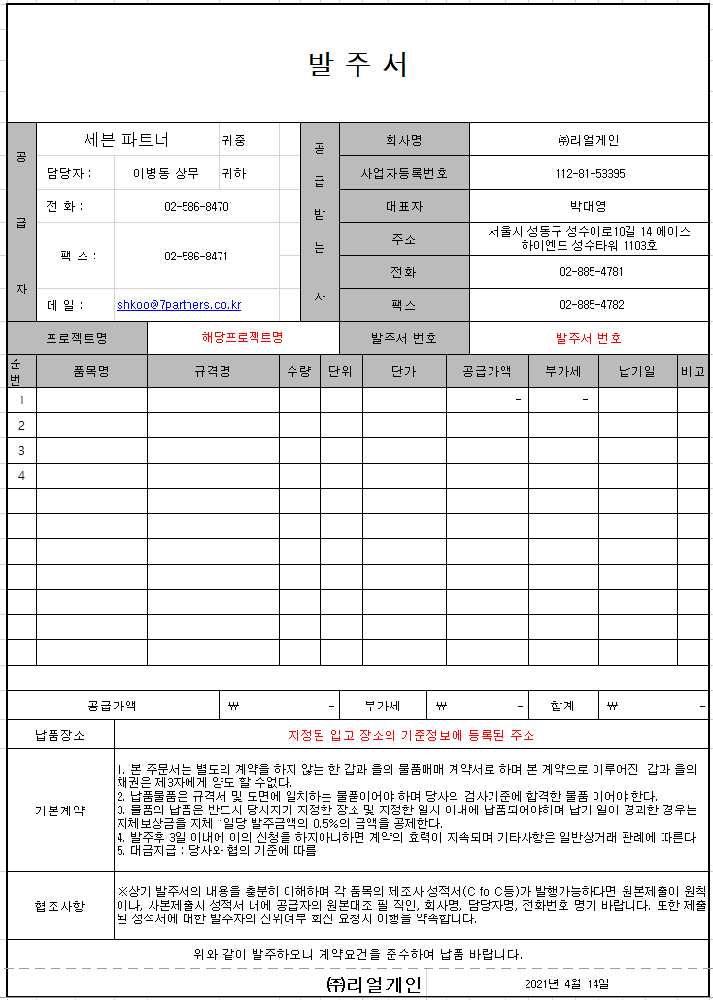 발 주 서
공 급 자
세븐 파트너 귀중
담당자 : 이병동 상무 귀하
전 화 : 02-586-8470
팩 스 : 02-586-8471
메 일 : shkoo@7partners.co.kr
공 급 받 는 자
회사명 ㈜리얼게인
사업자등록번호 112-81-53395
대표자 박대영
주소 서울시 성동구 성수이로10길 14 에이스
하이엔드 성수타워 1103호
전화 02-885-4781
팩스 02-885-4782
프로젝트명 해당프로젝트명 발주서 번호 발주서 번호
순번 품목명 규격명 수량 단위 단가 공급가액 부가세 납기일 비고
1 - -
2
3
4
공급가액 ₩ - 부가세 ₩ - 합계 ₩ -
납품장소 지정된 입고 장소의 기준정보에 등록된 주소
기본계약
1. 본 주문서는 별도의 계약을 하지 않는 한 갑과 을의 물품매매 계약서로 하며 본 계약으로 이루어진 갑과 을의
채권은 제3자에게 양도 할 수없다.
2. 납품물품은 규격서 및 도면에 일치하는 물품이어야 하며 당사의 검사기준에 합격한 물품 이어야 한다.
3. 물품의 납품은 반드시 당사자가 지정한 장소 및 지정한 일시 이내에 납품되어야하며 납기 일이 경과한 경우는
지체보상금을 지체 1일당 발주금액의 0.5%의 금액을 공제한다.
4. 발주후 3일 이내에 이의 신청을 하지아니하면 계약의 효력이 지속되며 기타사항은 일반상거래 관례에 따른다
5. 대금지급 : 당사와 협의 기준에 따름
협조사항
※상기 발주서의 내용을 충분히 이해하며 각 품목의 제조사 성적서(C fo C등)가 발행가능하다면 원본제출이 원칙
이나, 사본제출시 성적서 내에 공급자의 원본대조 필 직인, 회사명, 담당자명, 전화번호 명기 바랍니다. 또한 제출
된 성적서에 대한 발주자의 진위여부 회신 요청시 이행을 약속합니다.
위와 같이 발주하오니 계약요건을 준수하여 납품 바랍니다.
㈜리얼게인 2021년 4월 14일